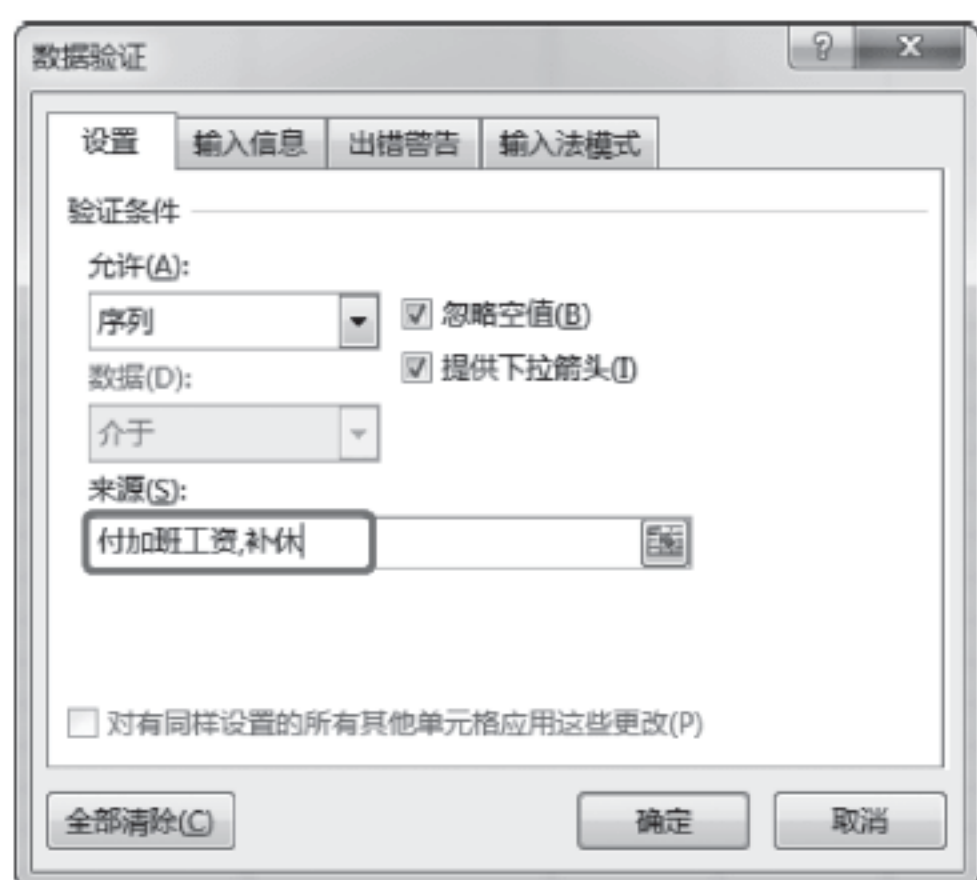 数据验证
设置 输入信息 出错警告 输入法模式
验证条件
允许(A):
序列 忽略空值(B)
数据(D): 提供下拉箭头(I)
介于
来源(S):
付加班工资,补休
对有同样设置的所有其他单元格应用这些更改(P)
全部清除(C) 确定 取消